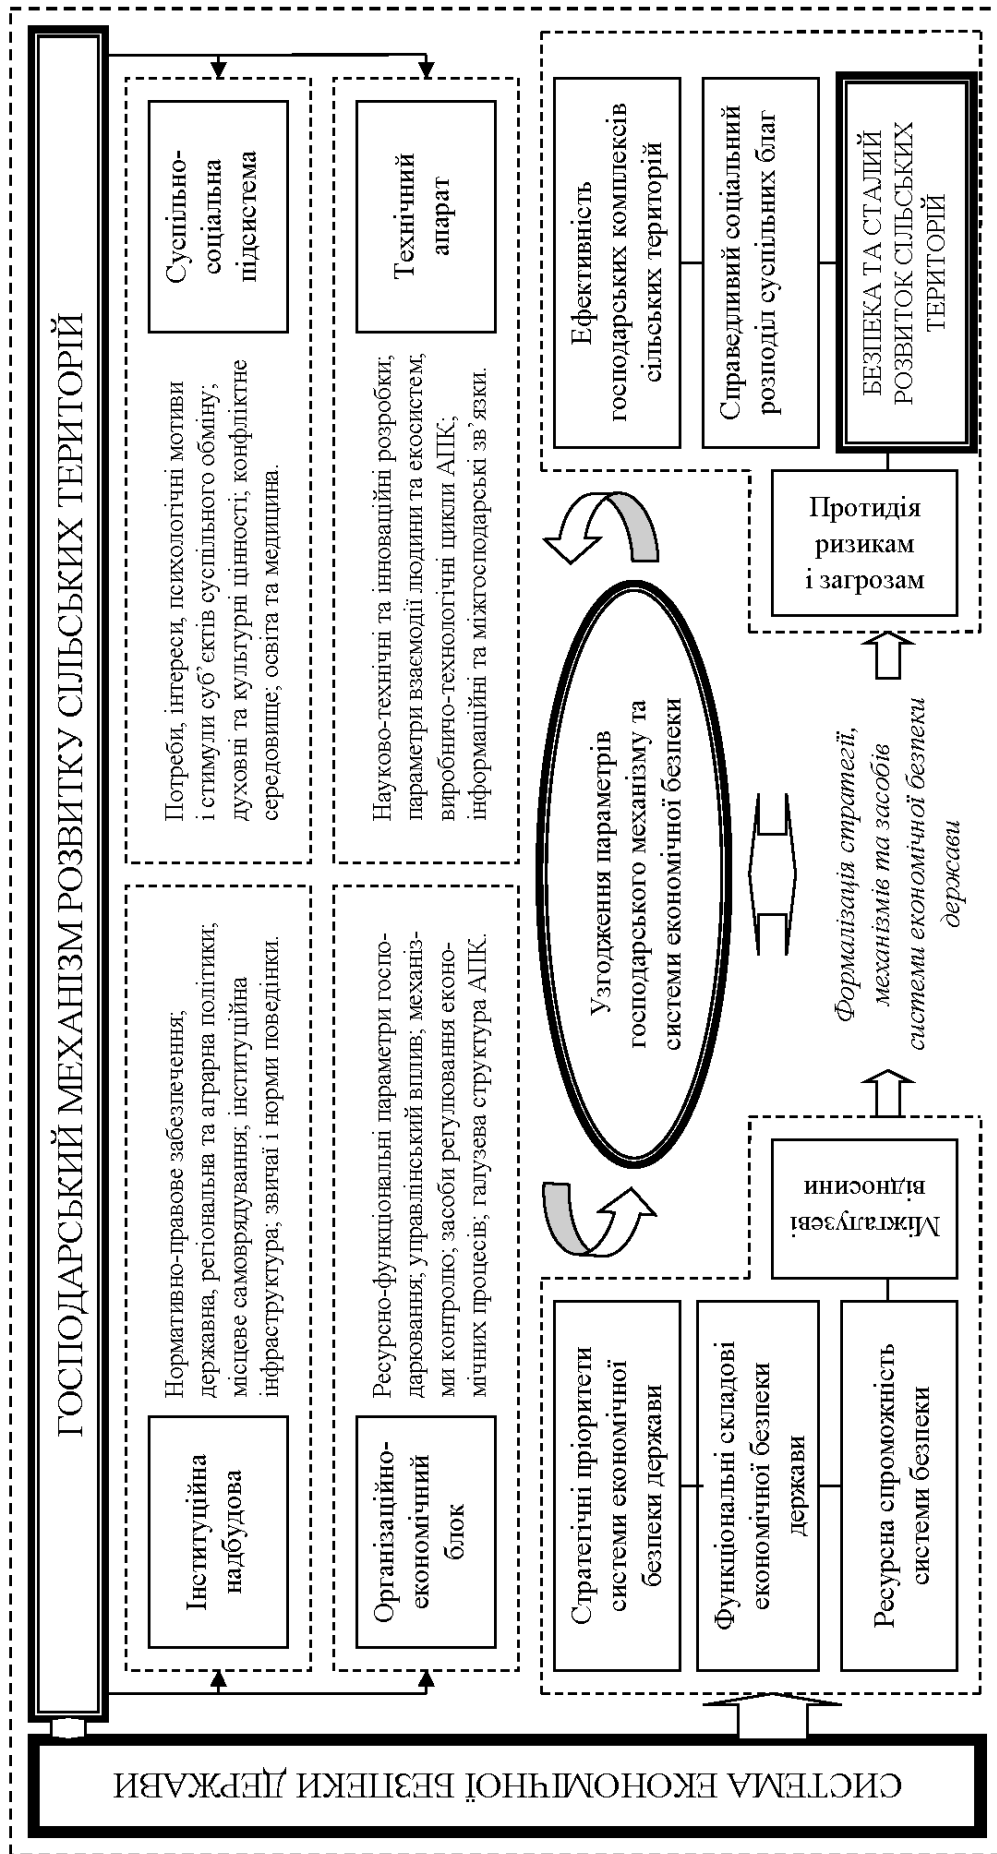 ГОСПОДАРСЬКИЙ МЕХАНІЗМ РОЗВИТКУ СІЛЬСЬКИХ ТЕРИТОРІЙ
СИСТЕМА ЕКОНОМІЧНОЇ БЕЗПЕКИ ДЕРЖАВИ
Інституційна
надбудова
Нормативно-правове забезпечення;
державна, регіональна та аграрна політики;
місцеве самоврядування; інституційна
інфраструктура; звичаї і норми поведінки.
Потреби, інтереси, психологічні мотиви
і стимули суб’єктів суспільного обміну;
духовні та культурні цінності; конфліктне
середовище; освіта та медицина.
Суспільно-
соціальна
підсистема
Організаційно-
економічний
блок
Ресурсно-функціональні параметри госпо-
дарювання; управлінський вплив; механіз-
ми контролю; засоби регулювання еконо-
мічних процесів; галузева структура АПК.
Науково-технічні та інноваційні розробки;
параметри взаємодії людини та екосистем;
виробничо-технологічні цикли АПК;
інформаційні та міжгосподарські зв’язки.
Технічний
апарат
Стратегічні пріоритети
системи економічної
безпеки держави
Функціональні складові
економічної безпеки
держави
Ресурсна спроможність
системи безпеки
Міжгалузеві
відносини
Узгодження параметрів
господарського механізму та
системи економічної безпеки
Формалізація стратегії,
механізмів та засобів
системи економічної безпеки
держави
Ефективність
господарських комплексів
сільських територій
Справедливий соціальний
розподіл суспільних благ
БЕЗПЕКА ТА СТАЛИЙ
РОЗВИТОК СІЛЬСЬКИХ
ТЕРИТОРІЙ
Протидія
ризикам
і загрозам